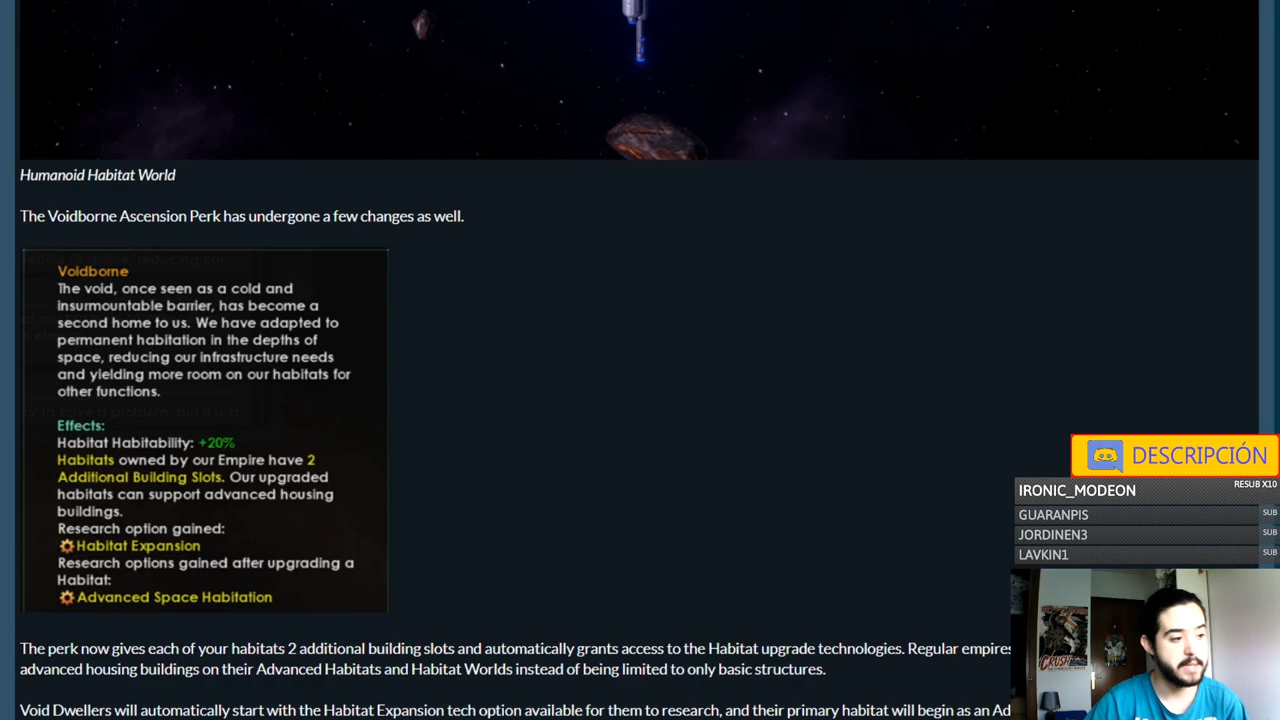 Humanoid Habitat World
The Voidborne Ascension Perk has undergone a few changes as well.
Voidborne
The void, once seen as a cold and
insurmountable barrier, has become a
second home to us. We have adapted to
permanent habitation in the depths of
space, reducing our infrastructure needs
and yielding more room on our habitats for
other functions.
Effects:
Habitat Habitability: +20%
Habitats owned by our Empire have 2
Additional Building Slots. Our upgraded
habitats can support advanced housing
buildings.
Research option gained:
Habitat Expansion
Research options gained after upgrading a
Habitat:
Advanced Space Habitation
The perk now gives each of your habitats 2 additional building slots and automatically grants access to the Habitat upgrade technologies. Regular empires
advanced housing buildings on their Advanced Habitats and Habitat Worlds instead of being limited to only basic structures.
Void Dwellers will automatically start with the Habitat Expansion tech option available for them to research, and their primary habitat will begin as an Ad
DESCRIPCIÓN
IRONIC_MODEON RESUB X10
GUARANPIS SUB
JORDINEN3 SUB
LAVKIN1 SUB
CRUSH